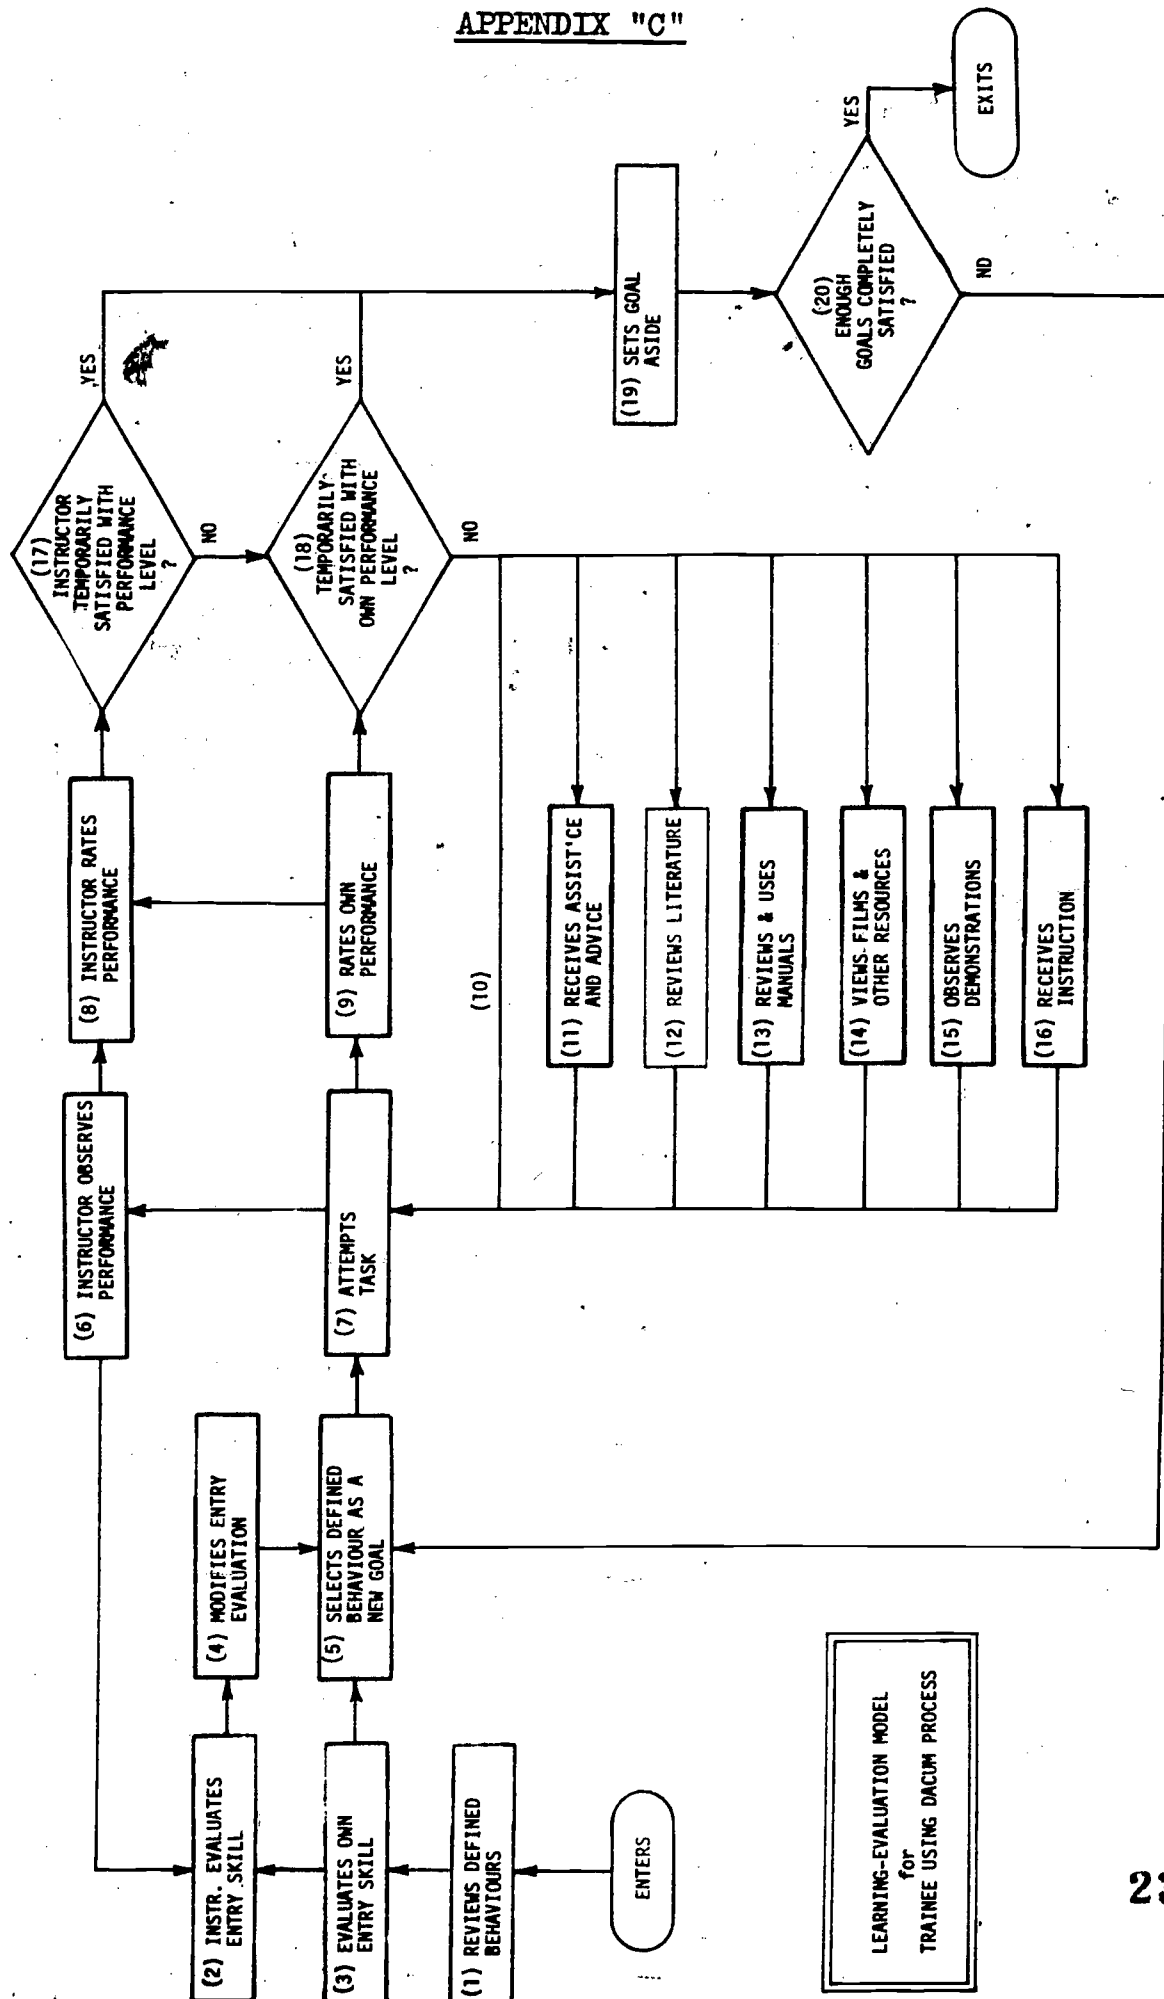 APPENDIX "C"
(17)
INSTRUCTOR
TEMPORARILY
SATISFIED WITH
PERFORMANCE
LEVEL
?
YES
NO
(8) INSTRUCTOR RATES
PERFORMANCE
(6) INSTRUCTOR OBSERVES
PERFORMANCE
(18)
TEMPORARILY
SATISFIED WITH
OWN PERFORMANCE
LEVEL
?
YES
NO
(9) RATES OWN
PERFORMANCE
(7) ATTEMPTS
TASK
(4) MODIFIES ENTRY
EVALUATION
(5) SELECTS DEFINED
BEHAVIOUR AS A
NEW GOAL
(2) INSTR. EVALUATES
ENTRY SKILL
(3) EVALUATES OWN
ENTRY SKILL
(1) REVIEWS DEFINED
BEHAVIOURS
ENTERS
(10)
(11) RECEIVES ASSIST'CE
AND ADVICE
(12) REVIEWS LITERATURE
(13) REVIEWS & USES
MANUALS
(14) VIEWS FILMS &
OTHER RESOURCES
(15) OBSERVES
DEMONSTRATIONS
(16) RECEIVES
INSTRUCTION
(19) SETS GOAL
ASIDE
(20)
ENOUGH
GOALS COMPLETELY
SATISFIED
?
YES
NO
EXITS
LEARNING-EVALUATION MODEL
for
TRAINEE USING DACUM PROCESS